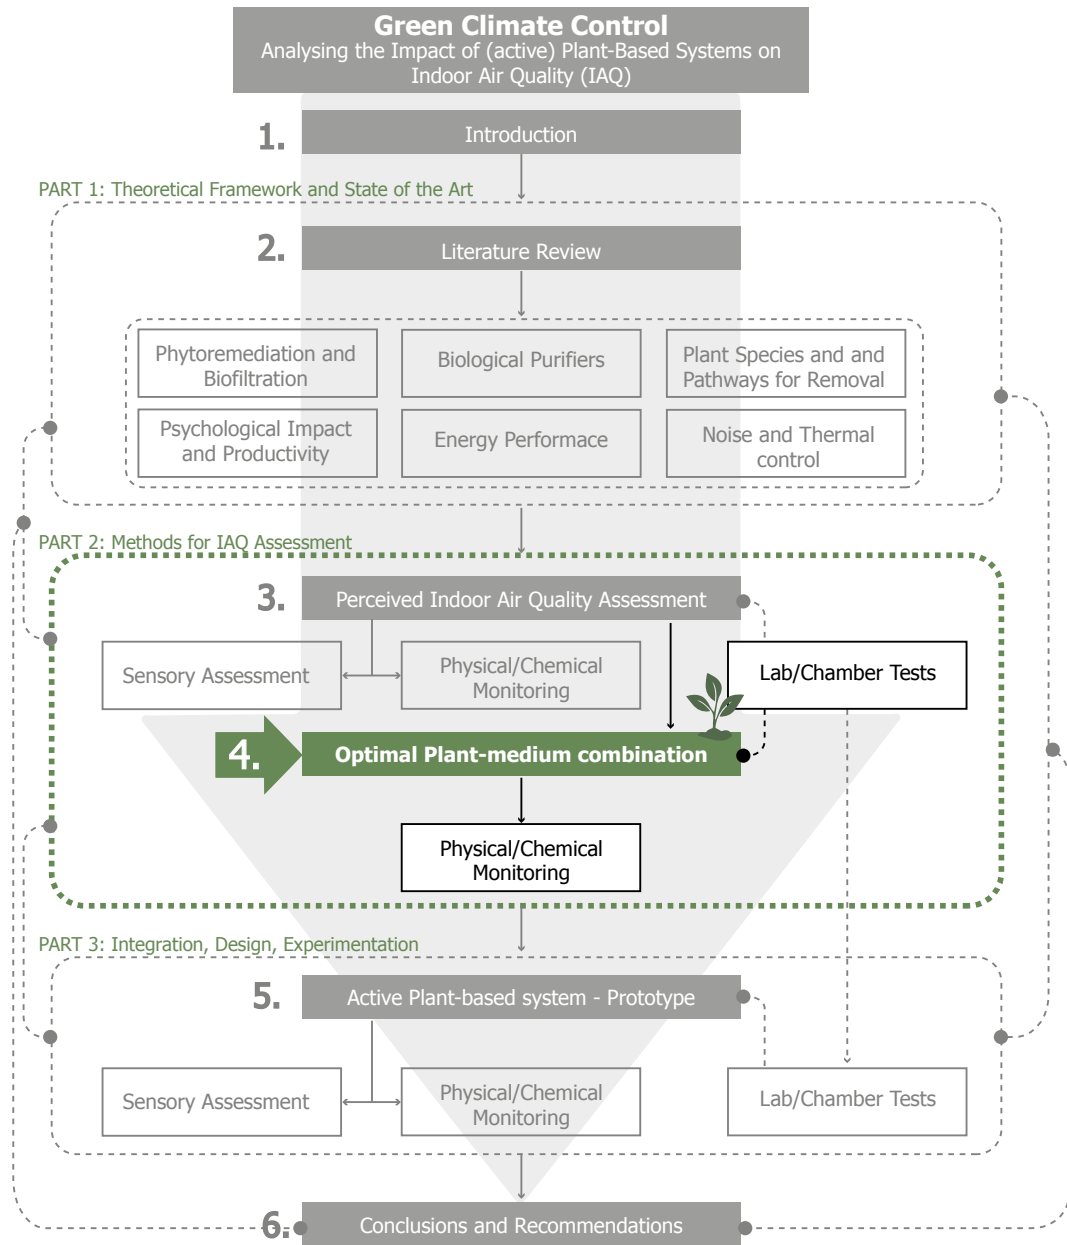 Green Climate Control
Analysing the Impact of (active) Plant-Based Systems on
Indoor Air Quality (IAQ)
1.
Introduction
PART 1: Theoretical Framework and State of the Art
2.
Literature Review
Phytoremediation and
Biofiltration
Biological Purifiers
Plant Species and and
Pathways for Removal
Psychological Impact
and Productivity
Energy Performace
Noise and Thermal
control
PART 2: Methods for IAQ Assessment
3.
Perceived Indoor Air Quality Assessment
Sensory Assessment
Physical/Chemical
Monitoring
Lab/Chamber Tests
4.
Optimal Plant-medium combination
Physical/Chemical
Monitoring
PART 3: Integration, Design, Experimentation
5.
Active Plant-based system - Prototype
Sensory Assessment
Physical/Chemical
Monitoring
Lab/Chamber Tests
6.
Conclusions and Recommendations